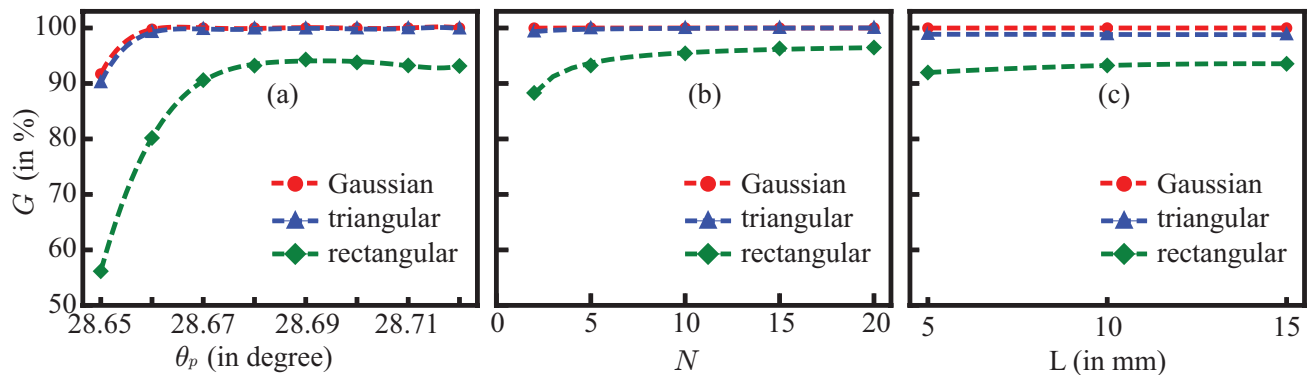 G (in %)
100
90
80
70
60
50
(a)
Gaussian
triangular
rectangular
28.65 28.67 28.69 28.71
θp (in degree)
(b)
Gaussian
triangular
rectangular
0 5 10 15 20
N
(c)
Gaussian
triangular
rectangular
5 10 15
L (in mm)